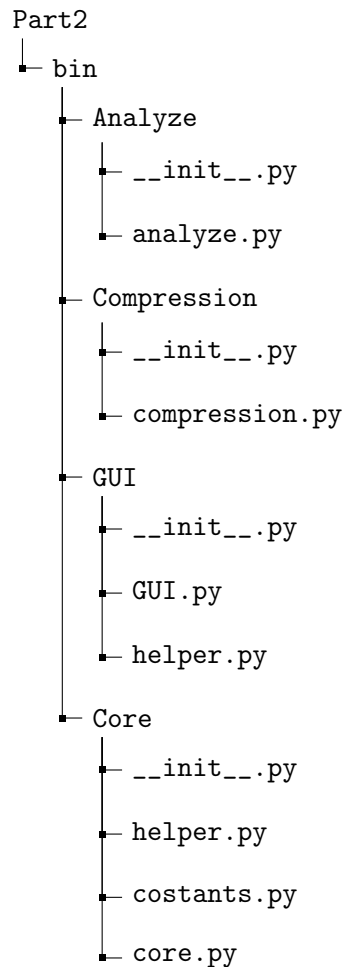 Part2
bin
Analyze
__init__.py
analyze.py
Compression
__init__.py
compression.py
GUI
__init__.py
GUI.py
helper.py
Core
__init__.py
helper.py
costants.py
core.py